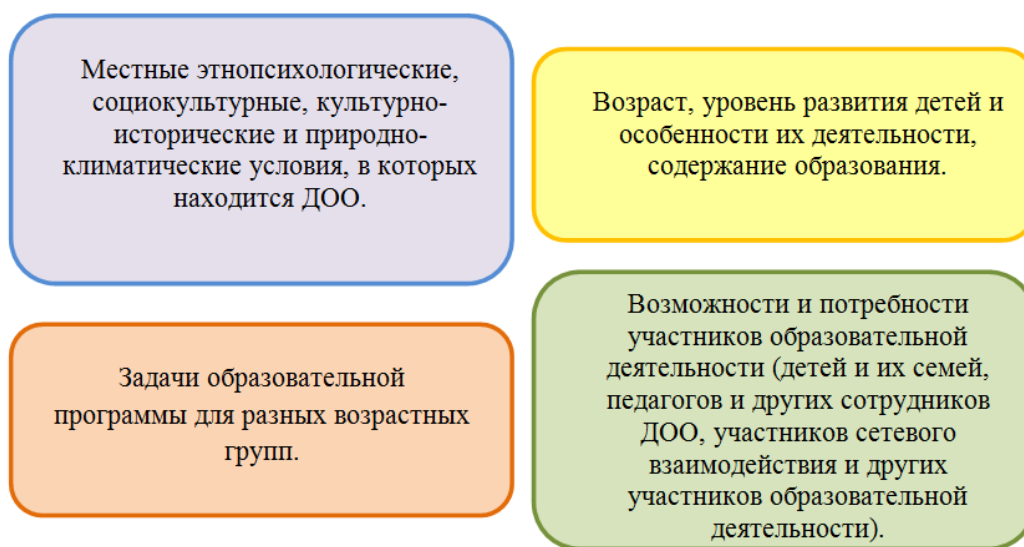 Местные этнопсихологические,
социокультурные, культурно-
исторические и природно-
климатические условия, в которых
находится ДОО.
Возраст, уровень развития детей и
особенности их деятельности,
содержание образования.
Задачи образовательной
программы для разных возрастных
групп.
Возможности и потребности
участников образовательной
деятельности (детей и их семей,
педагогов и других сотрудников
ДОО, участников сетевого
взаимодействия и других
участников образовательной
деятельности).